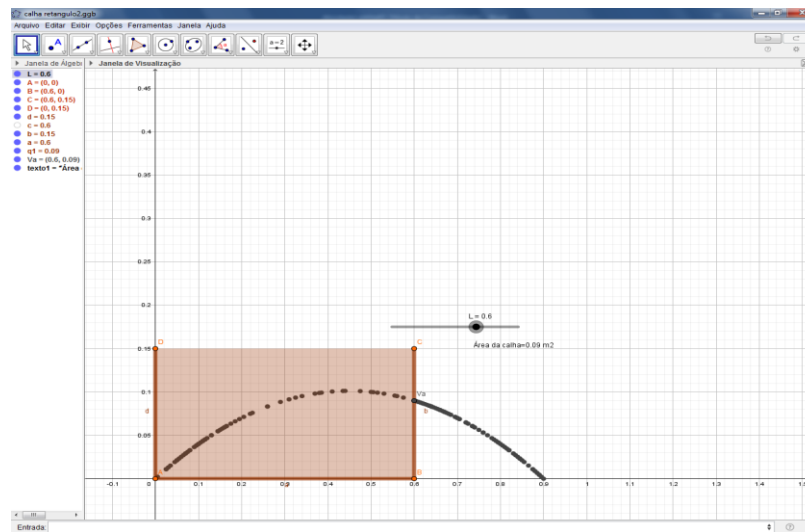 calha retangulo2.ggb
Arquivo Editar Exibir Opções Ferramentas Janela Ajuda
a=2
Janela de Álgebr
Janela de Visualização
L = 0.6
A = (0, 0)
B = (0.6, 0)
C = (0.6, 0.15)
D = (0, 0.15)
d = 0.15
c = 0.6
b = 0.15
a = 0.6
q1 = 0.09
Va = (0.6, 0.09)
texto1 = "Área
0.45
0.4
0.35
0.3
0.25
0.2
L = 0.6
Área da calha=0.09 m2
0.15
D
C
0.1
Va
d
b
0.05
A
B
-0.1 0 0.1 0.2 0.3 0.4 0.5 0.6 0.7 0.8 0.9 1 1.1 1.2 1.3 1.4 1.5
Entrada: